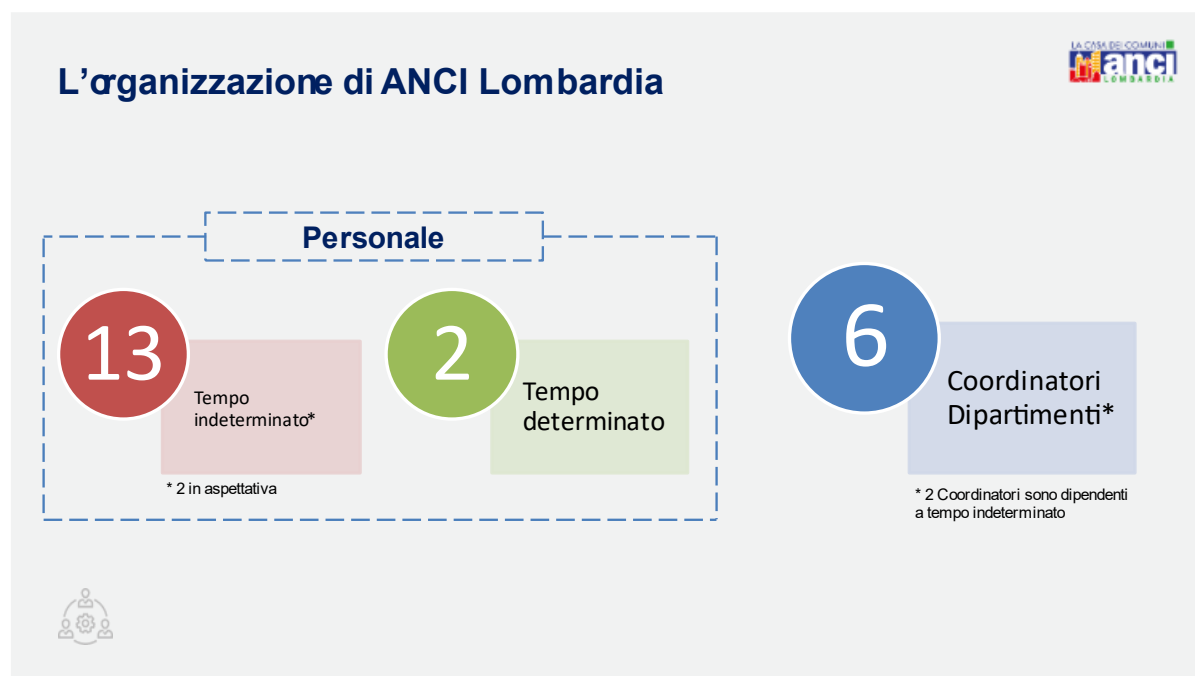 L'organizzazione di ANCI Lombardia
LA CASA DEI COMUNI
anci
LOMBARDIA
Personale
13
Tempo
indeterminato*
* 2 in aspettativa
2
Tempo
determinato
6
Coordinatori
Dipartimenti*
* 2 Coordinatori sono dipendenti
a tempo indeterminato